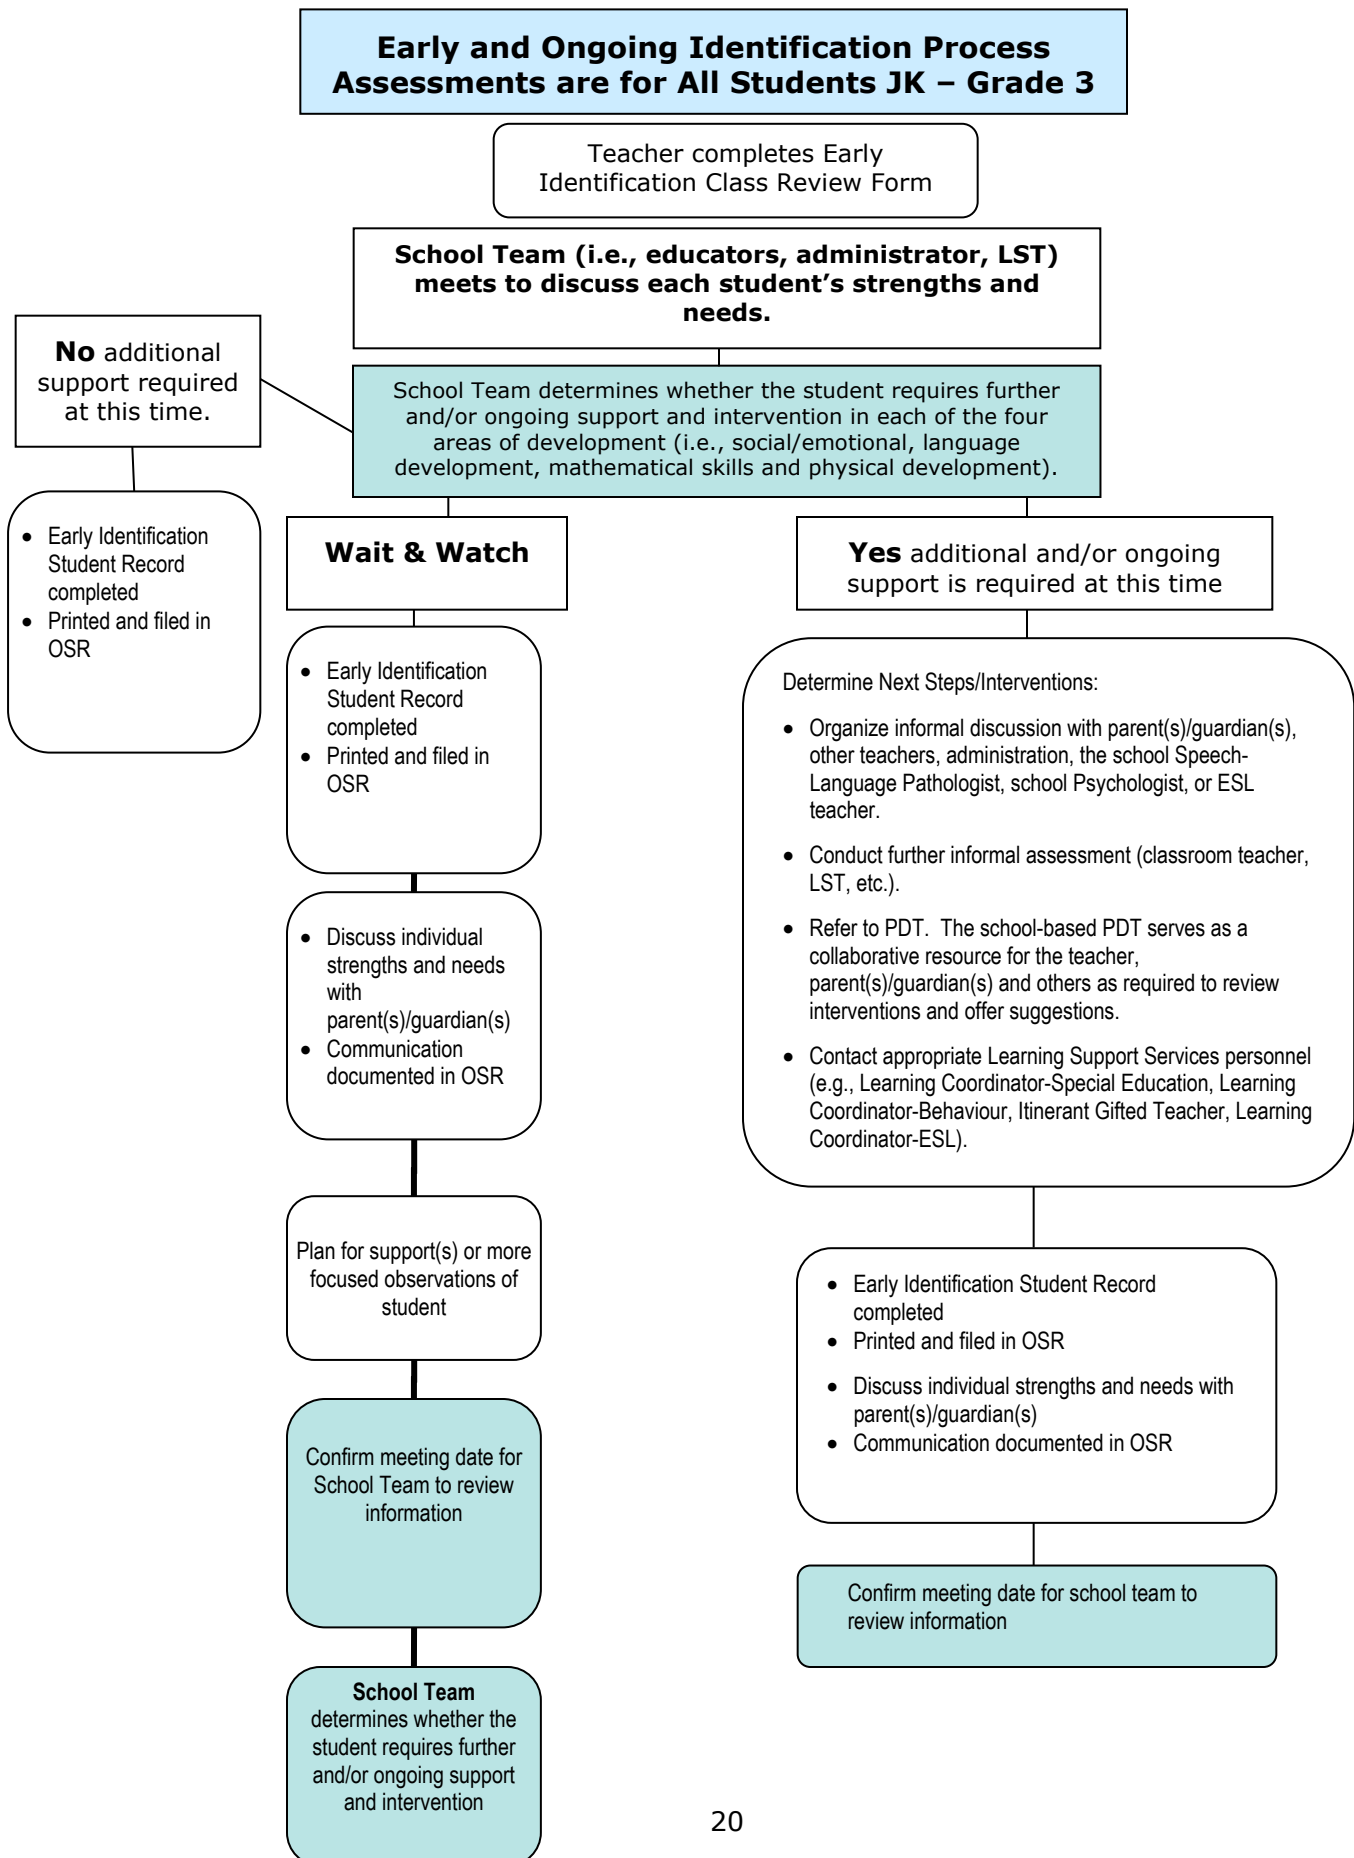 Early and Ongoing Identification Process
Assessments are for All Students JK – Grade 3
Teacher completes Early
Identification Class Review Form
School Team (i.e., educators, administrator, LST)
meets to discuss each student’s strengths and
needs.
No additional
support required
at this time.
School Team determines whether the student requires further
and/or ongoing support and intervention in each of the four
areas of development (i.e., social/emotional, language
development, mathematical skills and physical development).
• Early Identification
Student Record
completed
• Printed and filed in
OSR
Wait & Watch
• Early Identification
Student Record
completed
• Printed and filed in
OSR
• Discuss individual
strengths and needs
with
parent(s)/guardian(s)
• Communication
documented in OSR
Plan for support(s) or more
focused observations of
student
Confirm meeting date for
School Team to review
information
School Team
determines whether the
student requires further
and/or ongoing support
and intervention
Yes additional and/or ongoing
support is required at this time
Determine Next Steps/Interventions:
• Organize informal discussion with parent(s)/guardian(s),
other teachers, administration, the school Speech-
Language Pathologist, school Psychologist, or ESL
teacher.
• Conduct further informal assessment (classroom teacher,
LST, etc.).
• Refer to PDT.  The school-based PDT serves as a
collaborative resource for the teacher,
parent(s)/guardian(s) and others as required to review
interventions and offer suggestions.
• Contact appropriate Learning Support Services personnel
(e.g., Learning Coordinator-Special Education, Learning
Coordinator-Behaviour, Itinerant Gifted Teacher, Learning
Coordinator-ESL).
• Early Identification Student Record
completed
• Printed and filed in OSR
• Discuss individual strengths and needs with
parent(s)/guardian(s)
• Communication documented in OSR
Confirm meeting date for school team to
review information
20